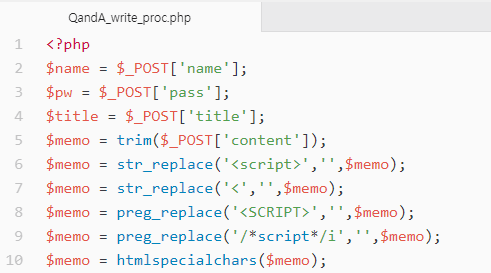 QandA_write_proc.php
1 <?php
2 $name = $_POST['name'];
3 $pw = $_POST['pass'];
4 $title = $_POST['title'];
5 $memo = trim($_POST['content']);
6 $memo = str_replace('<script>','',$memo);
7 $memo = str_replace('<','',$memo);
8 $memo = preg_replace('<SCRIPT>','',$memo);
9 $memo = preg_replace('/*script*/i','',$memo);
10 $memo = htmlspecialchars($memo);